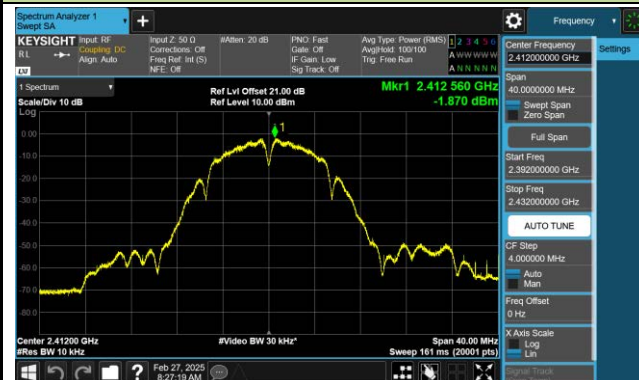 Spectrum Analyzer 1
Swept SA
Frequency
KEYSIGHT
RL
Input: RF
Coupling: DC
Align: Auto
Input Z: 50 Ω
Corrections: Off
Freq Ref: Int (S)
NFE: Off
#Atten: 20 dB
PNO: Fast
Gate: Off
IF Gain: Low
Sig Track: Off
Avg Type: Power (RMS)
Avg|Hold: 100/100
Trig: Free Run
1 2 3 4 5 6
A W W W W W
A N N N N N
1 Spectrum
Scale/Div 10 dB
Log
Ref Lvl Offset 21.00 dB
Ref Level 10.00 dBm
Mkr1 2.412 560 GHz
-1.870 dBm
1
0.00
-10.0
-20.0
-30.0
-40.0
-50.0
-60.0
-70.0
-80.0
Center 2.41200 GHz
#Res BW 10 kHz
#Video BW 30 kHz*
Span 40.00 MHz
Sweep 161 ms (20001 pts)
Feb 27, 2025
8:27:19 AM
Center Frequency
2.412000000 GHz
Span
40.0000000 MHz
Swept Span
Zero Span
Full Span
Start Freq
2.392000000 GHz
Stop Freq
2.432000000 GHz
AUTO TUNE
CF Step
4.000000 MHz
Auto
Man
Freq Offset
0 Hz
X Axis Scale
Log
Lin
Signal Track
Settings